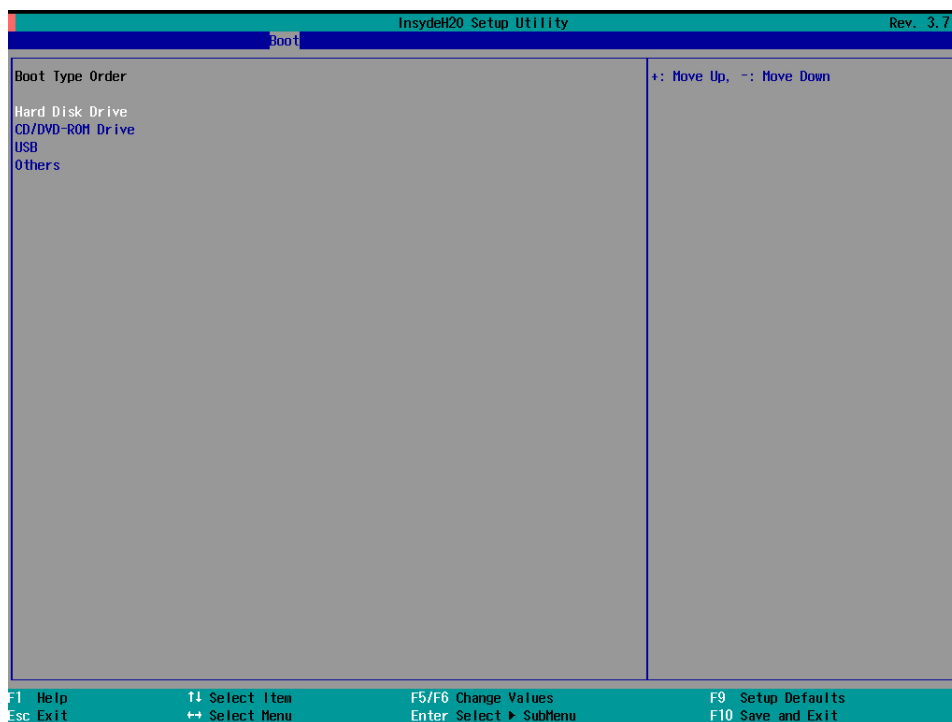 InsydeH2O Setup Utility Rev. 3.7
Boot
Boot Type Order
+: Move Up, -: Move Down
Hard Disk Drive
CD/DVD-ROM Drive
USB
Others
F1 Help ↑↓ Select Item F5/F6 Change Values F9 Setup Defaults
Esc Exit ↔ Select Menu Enter Select ▶ SubMenu F10 Save and Exit